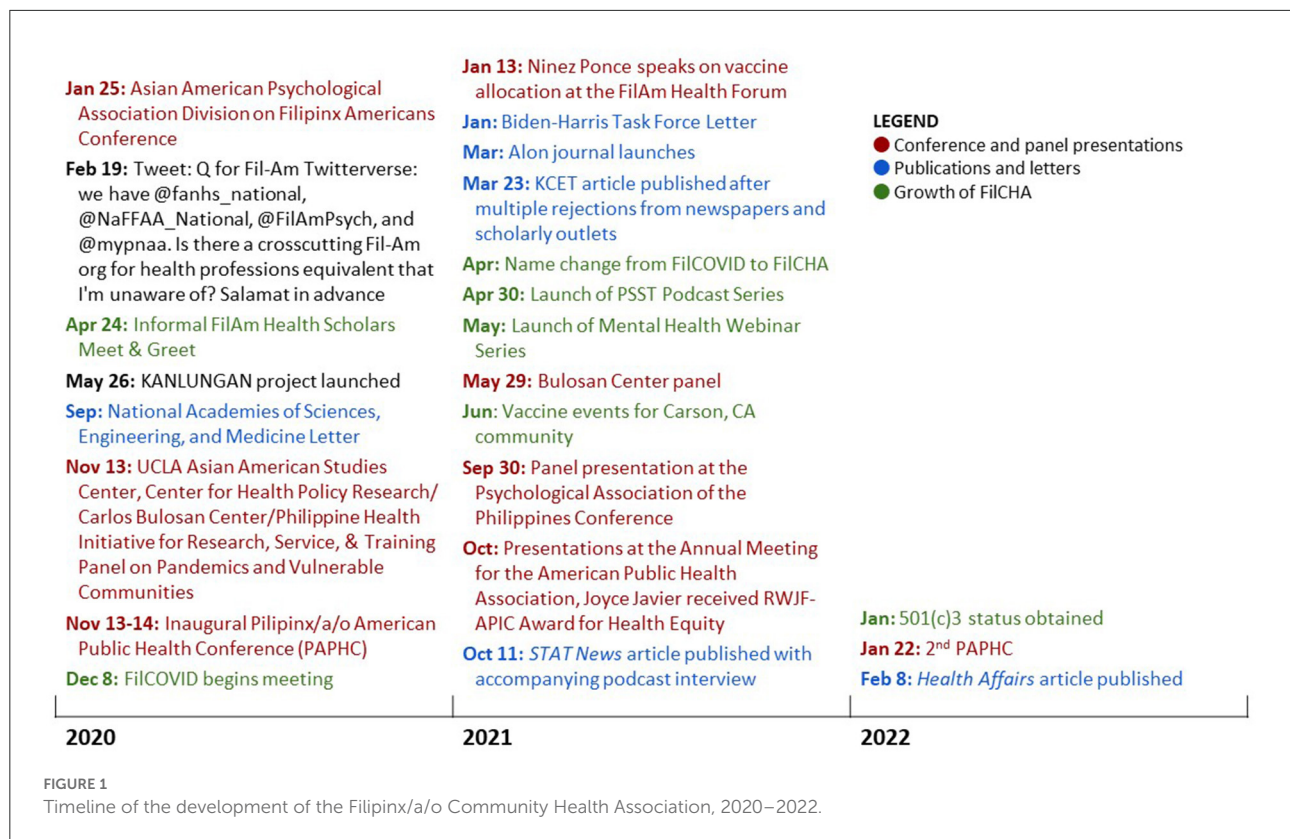 Jan 25: Asian American Psychological
Association Division on Filipinx Americans
Conference
Feb 19: Tweet: Q for Fil-Am Twitterverse:
we have @fanhs_national,
@NaFFAA_National, @FilAmPsych, and
@mypnaa. Is there a crosscutting Fil-Am
org for health professions equivalent that
I'm unaware of? Salamat in advance
Apr 24: Informal FilAm Health Scholars
Meet & Greet
May 26: KANLUNGAN project launched
Sep: National Academies of Sciences,
Engineering, and Medicine Letter
Nov 13: UCLA Asian American Studies
Center, Center for Health Policy Research/
Carlos Bulosan Center/Philippine Health
Initiative for Research, Service, & Training
Panel on Pandemics and Vulnerable
Communities
Nov 13-14: Inaugural Pilipinx/a/o American
Public Health Conference (PAPHC)
Dec 8: FilCOVID begins meeting
Jan 13: Ninez Ponce speaks on vaccine
allocation at the FilAm Health Forum
Jan: Biden-Harris Task Force Letter
Mar: Alon journal launches
Mar 23: KCET article published after
multiple rejections from newspapers and
scholarly outlets
Apr: Name change from FilCOVID to FilCHA
Apr 30: Launch of PSST Podcast Series
May: Launch of Mental Health Webinar
Series
May 29: Bulosan Center panel
Jun: Vaccine events for Carson, CA
community
Sep 30: Panel presentation at the
Psychological Association of the
Philippines Conference
Oct: Presentations at the Annual Meeting
for the American Public Health
Association, Joyce Javier received RWJF-
APIC Award for Health Equity
Oct 11: STAT News article published with
accompanying podcast interview
LEGEND
Conference and panel presentations
Publications and letters
Growth of FilCHA
Jan: 501(c)3 status obtained
Jan 22: 2nd PAPHC
Feb 8: Health Affairs article published
2020
2021
2022
FIGURE 1
Timeline of the development of the Filipinx/a/o Community Health Association, 2020–2022.